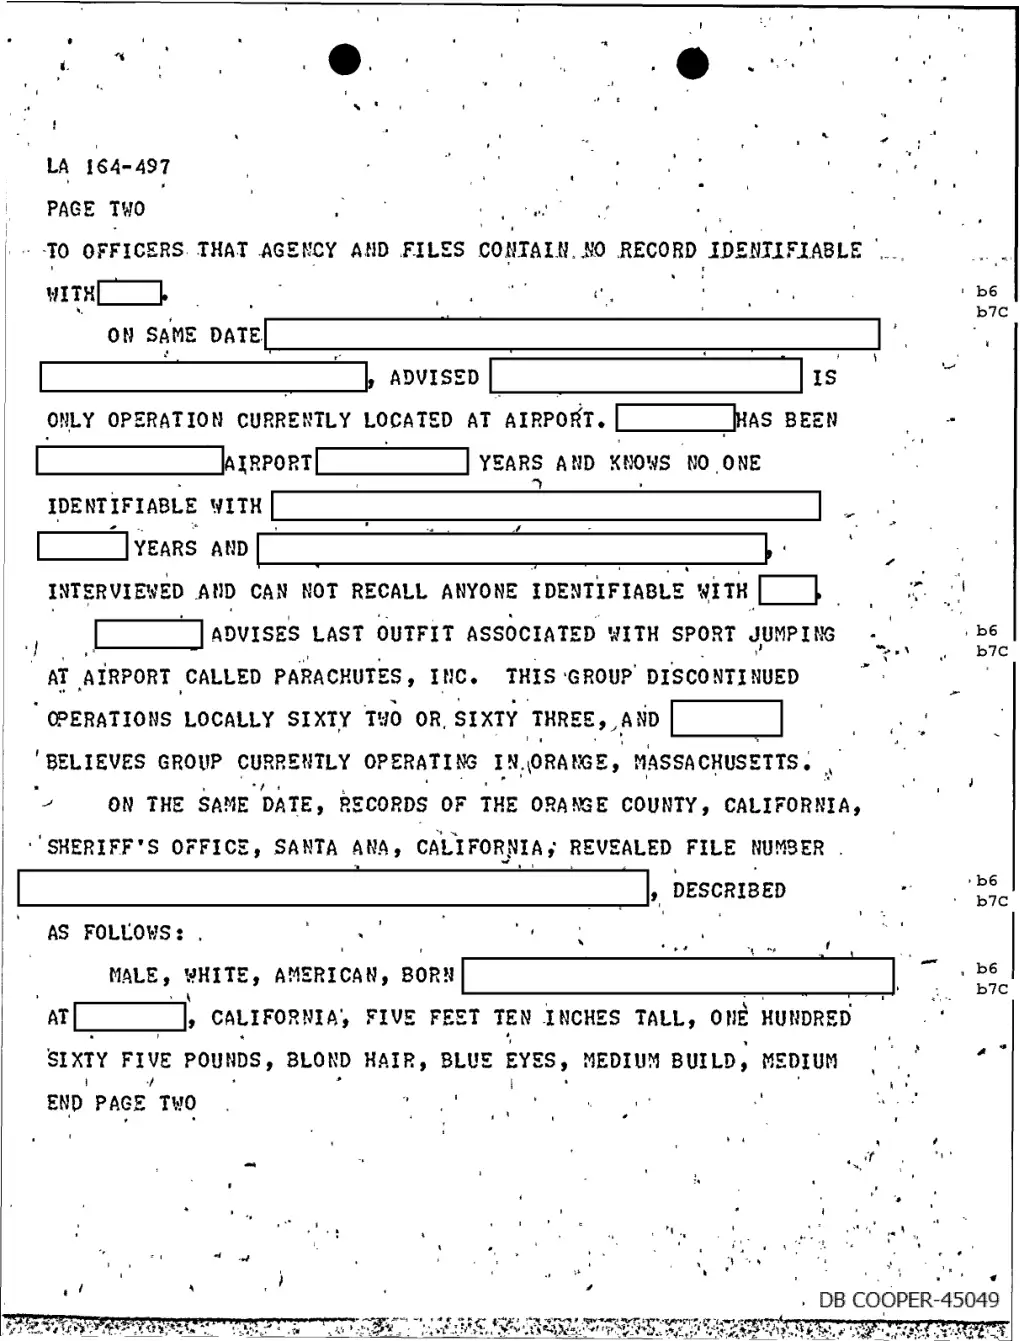 LA 164-497
PAGE TWO
TO OFFICERS THAT AGENCY AND FILES CONTAIN NO RECORD IDENTIFIABLE
WITH .
b6
b7C
ON SAME DATE
, ADVISED IS
ONLY OPERATION CURRENTLY LOCATED AT AIRPORT. HAS BEEN
AIRPORT YEARS AND KNOWS NO ONE
IDENTIFIABLE WITH
YEARS AND ,
INTERVIEWED AND CAN NOT RECALL ANYONE IDENTIFIABLE WITH .
ADVISES LAST OUTFIT ASSOCIATED WITH SPORT JUMPING
b6
b7C
AT AIRPORT CALLED PARACHUTES, INC. THIS GROUP DISCONTINUED
OPERATIONS LOCALLY SIXTY TWO OR SIXTY THREE, AND
BELIEVES GROUP CURRENTLY OPERATING IN ORANGE, MASSACHUSETTS.
ON THE SAME DATE, RECORDS OF THE ORANGE COUNTY, CALIFORNIA,
SHERIFF'S OFFICE, SANTA ANA, CALIFORNIA, REVEALED FILE NUMBER
, DESCRIBED
b6
b7C
AS FOLLOWS:
MALE, WHITE, AMERICAN, BORN
b6
b7C
AT , CALIFORNIA, FIVE FEET TEN INCHES TALL, ONE HUNDRED
SIXTY FIVE POUNDS, BLOND HAIR, BLUE EYES, MEDIUM BUILD, MEDIUM
END PAGE TWO
DB COOPER-45049